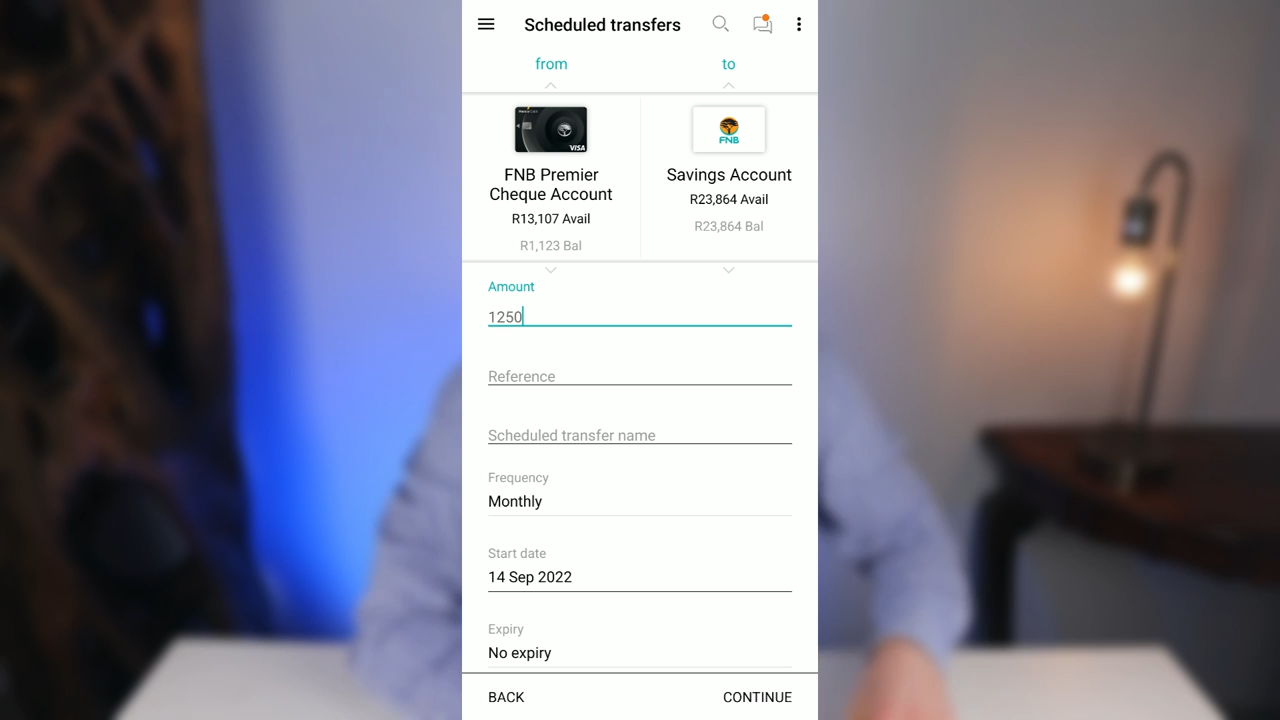 Scheduled transfers
from
to
VISA
FNB
FNB Premier
Cheque Account
R13,107 Avail
R1,123 Bal
Savings Account
R23,864 Avail
R23,864 Bal
Amount
1250
Reference
Scheduled transfer name
Frequency
Monthly
Start date
14 Sep 2022
Expiry
No expiry
BACK
CONTINUE